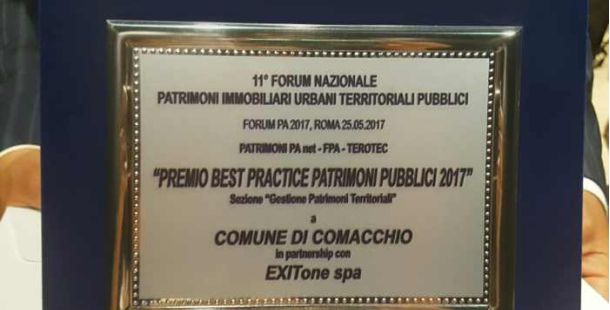 11° FORUM NAZIONALE
PATRIMONI IMMOBILIARI URBANI TERRITORIALI PUBBLICI
FORUM PA 2017, ROMA 25.05.2017
PATRIMONI PA net - FPA - TEROTEC
"PREMIO BEST PRACTICE PATRIMONI PUBBLICI 2017"
Sezione "Gestione Patrimoni Territoriali"
a
COMUNE DI COMACCHIO
in partnership con
EXITone spa